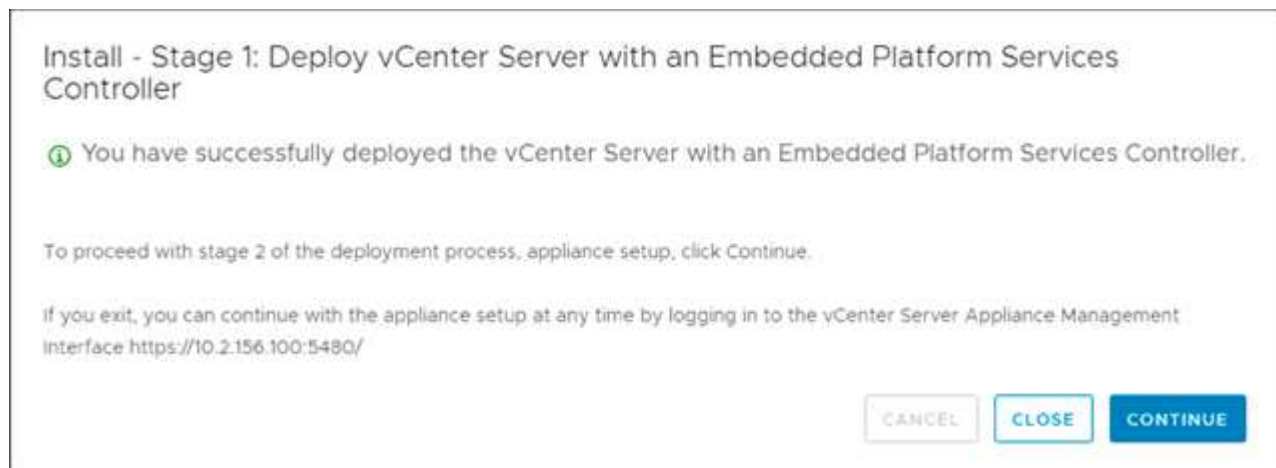 Install - Stage 1: Deploy vCenter Server with an Embedded Platform Services
Controller
You have successfully deployed the vCenter Server with an Embedded Platform Services Controller.
To proceed with stage 2 of the deployment process, appliance setup, click Continue.
If you exit, you can continue with the appliance setup at any time by logging in to the vCenter Server Appliance Management
Interface https://10.2.156.100:5480/
CANCEL CLOSE CONTINUE